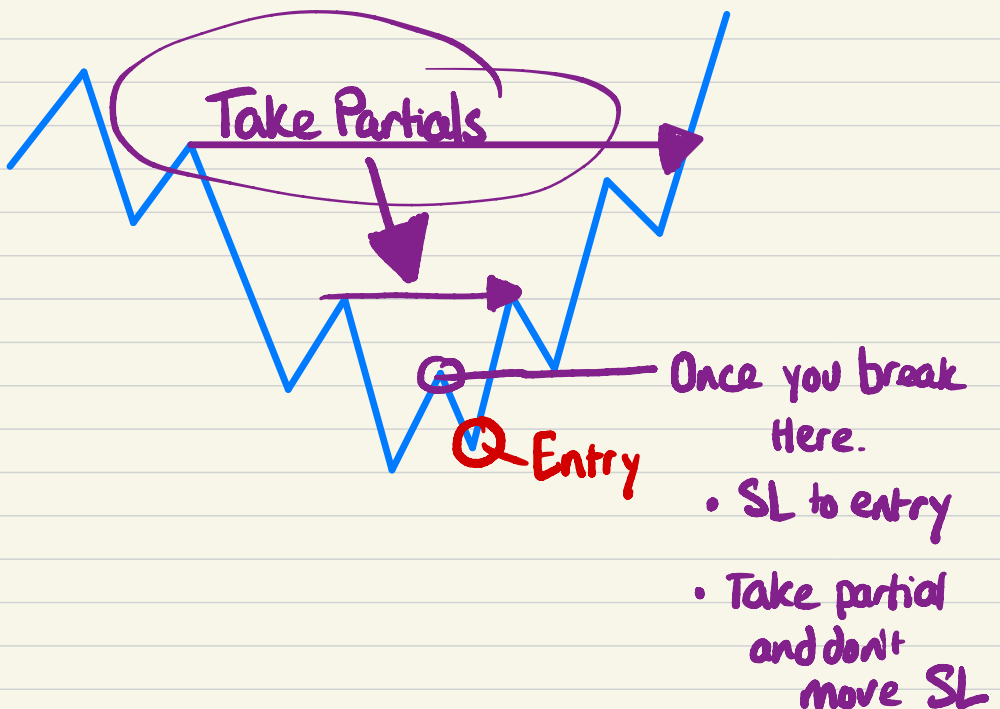 Take Partials
Once you break
Here.
Entry
• SL to entry
• Take partial
and don't
move SL